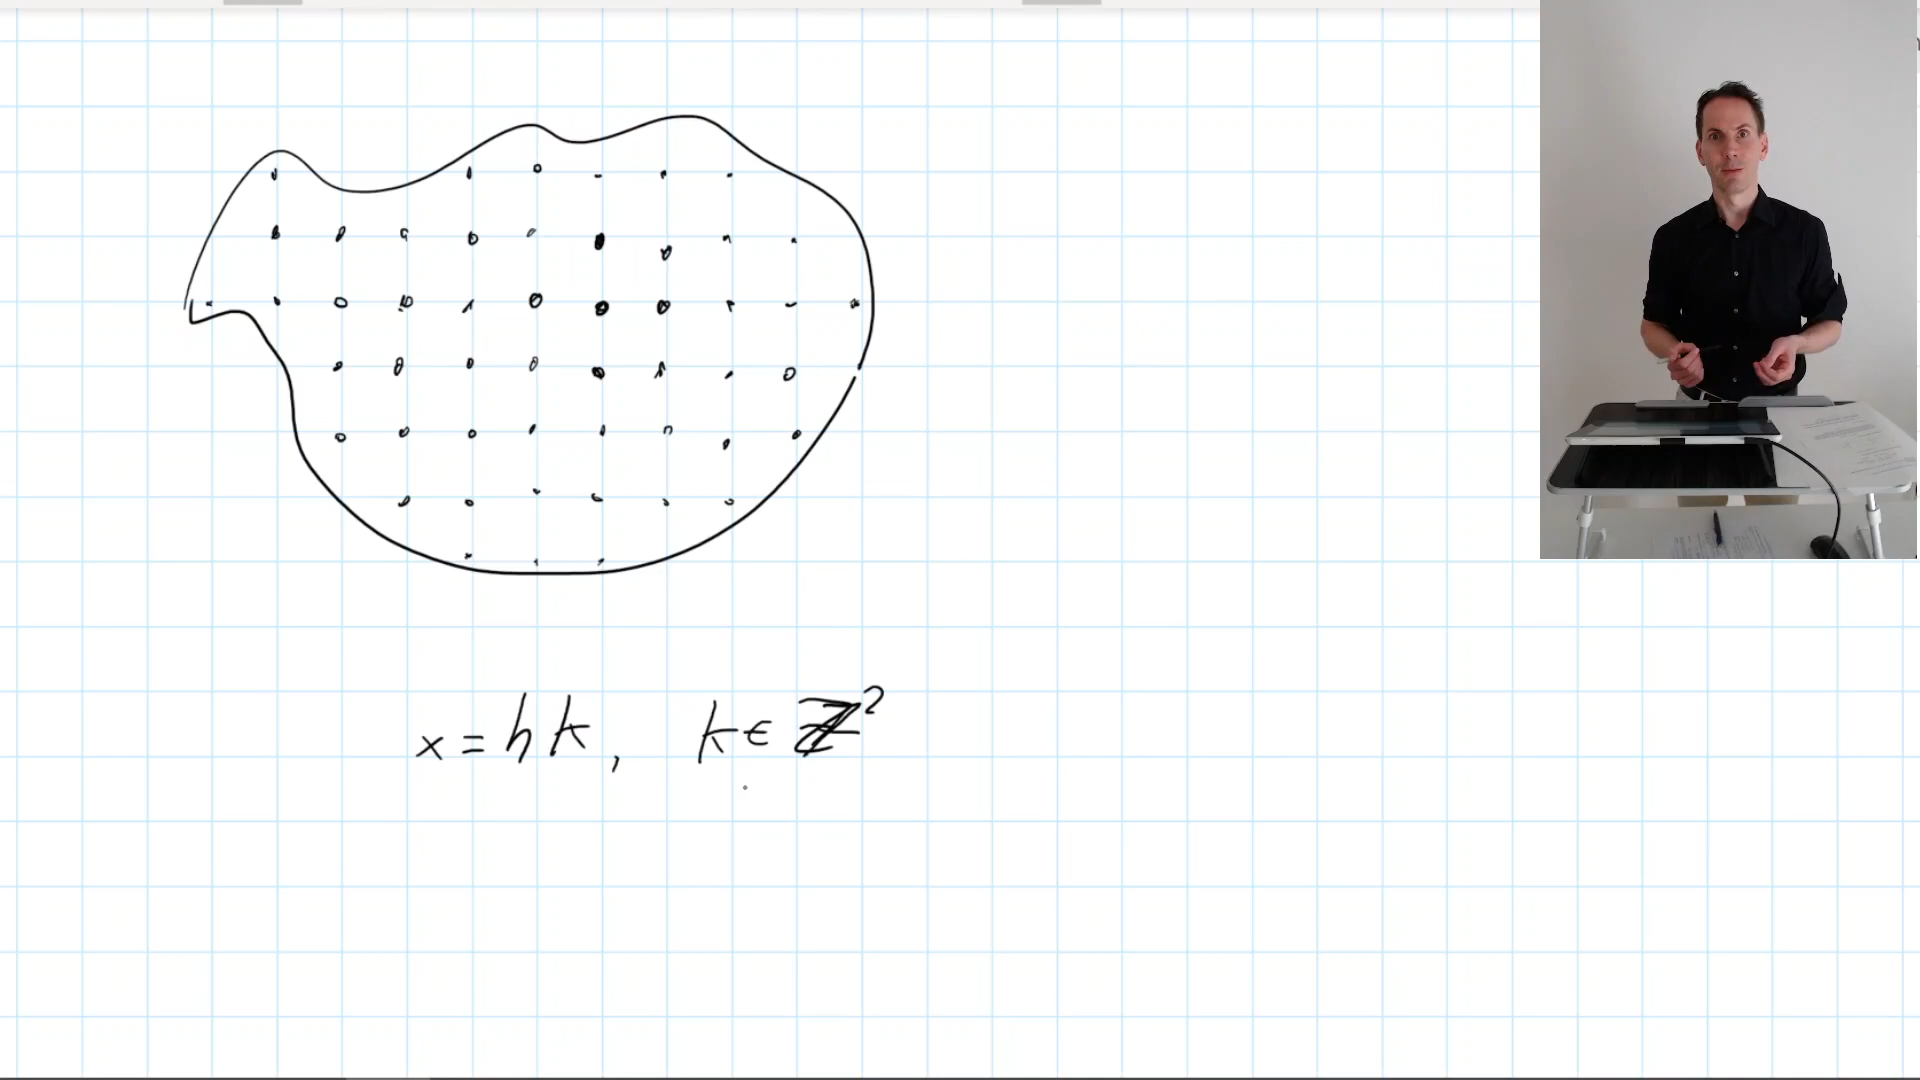 x = hk, k ∈ ℤ²